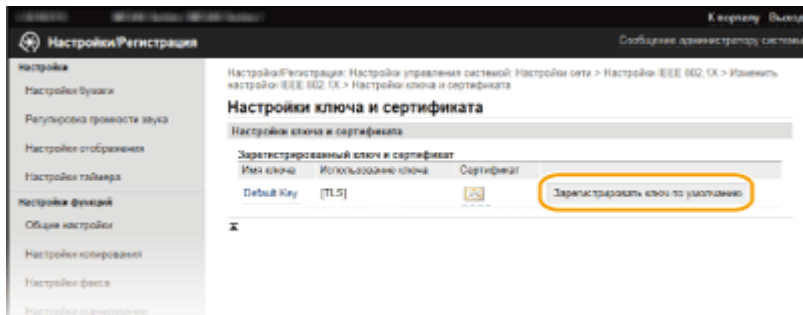 К порталу Выход
Настройки/Регистрация
Сообщение администратору системы
Настройки
Настройки бумаги
Регулировка громкости звука
Настройки отображения
Настройки таймера
Настройки функций
Общие настройки
Настройки копирования
Настройки факса
Настройки сканирования
Настройки/Регистрация: Настройки управления системой: Настройки сети > Настройки IEEE 802.1X > Изменить
настройки IEEE 802.1X > Настройки ключа и сертификата
Настройки ключа и сертификата
Настройки ключа и сертификата
Зарегистрированный ключ и сертификат
Имя ключа Использование ключа Сертификат
Default Key [TLS] Зарегистрировать ключ по умолчанию